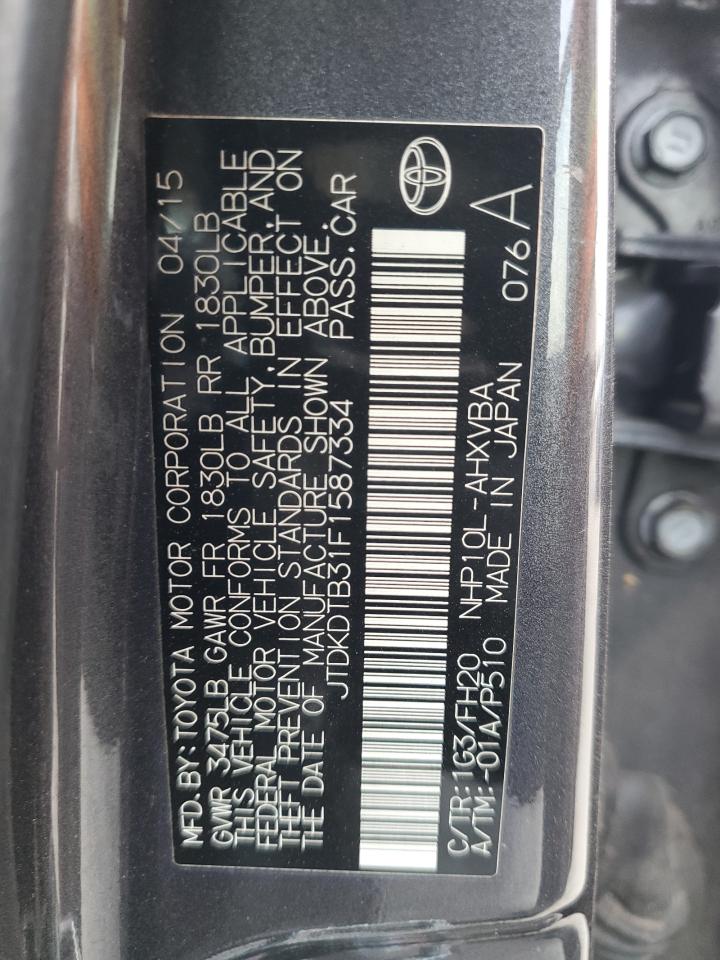 MFD.BY:TOYOTA MOTOR CORPORATION 04/15
GVWR 3475LB GAWR FR 1830LB RR 1830LB
THIS VEHICLE CONFORMS TO ALL APPLICABLE
FEDERAL MOTOR VEHICLE SAFETY,BUMPER,AND
THEFT PREVENTION STANDARDS IN EFFECT ON
THE DATE OF MANUFACTURE SHOWN ABOVE.
JTDKDTB31F1587334 PASS.CAR
C/TR:1G3/FH20 NHP10L-AHXVBA 076 A
A/TM:-01A/P510 MADE IN JAPAN